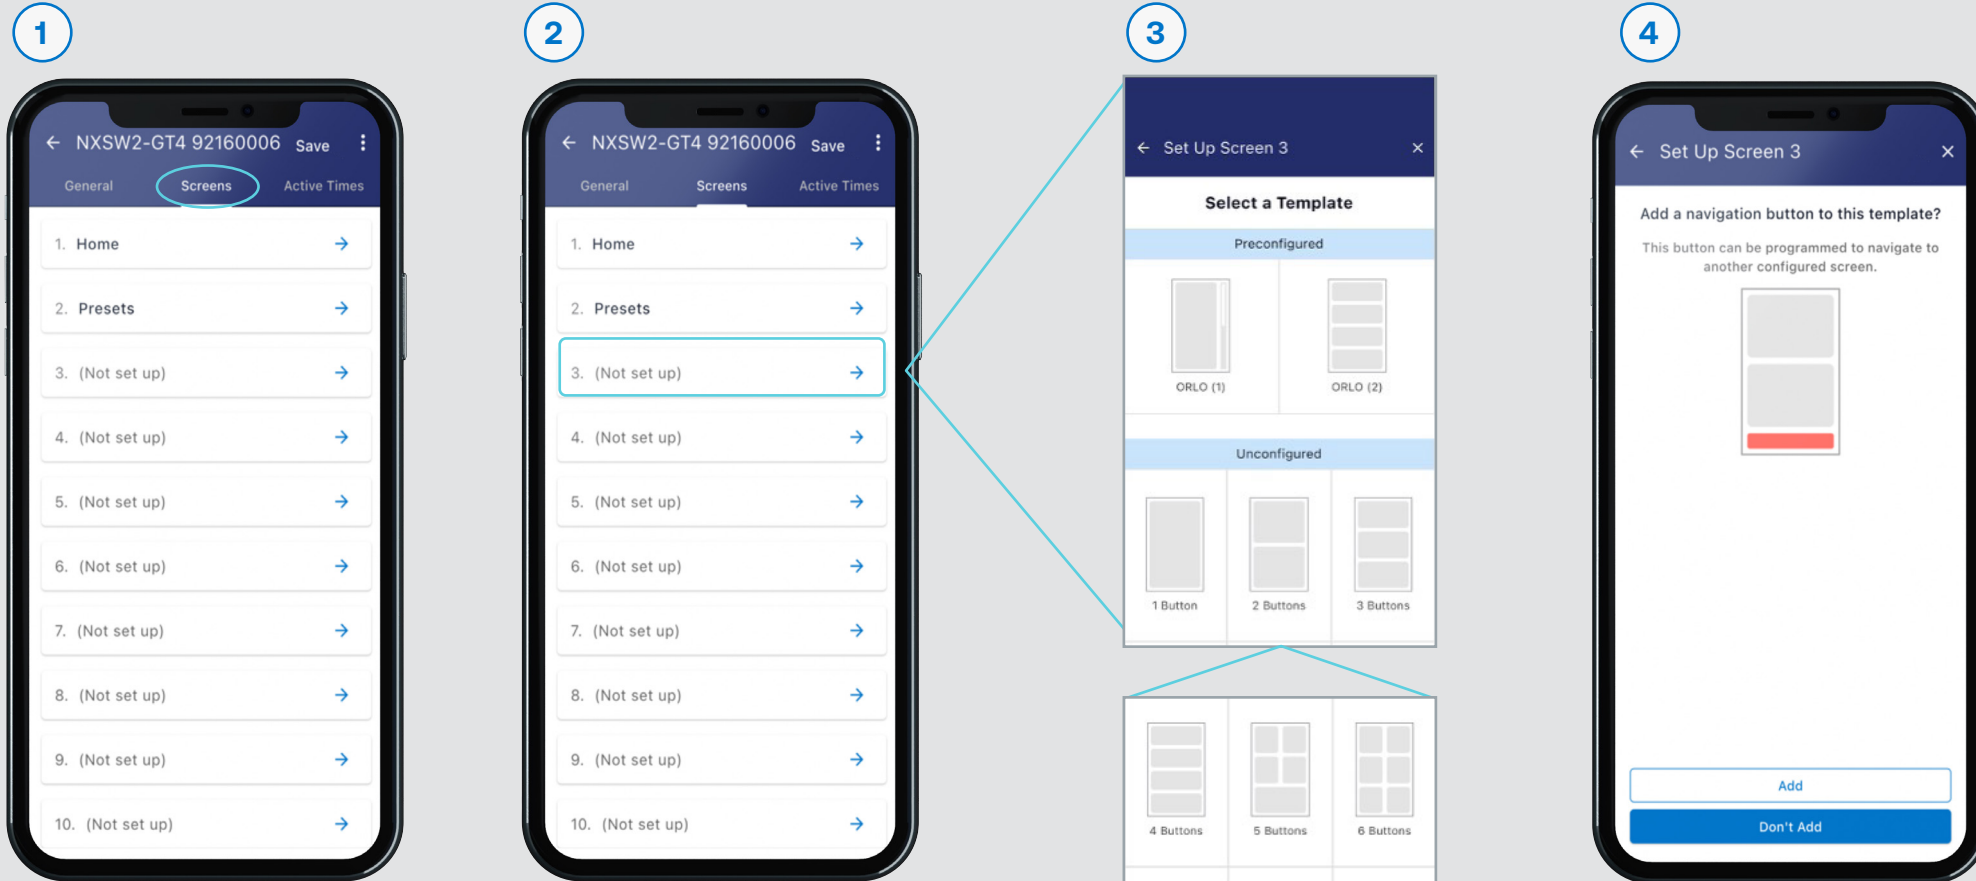 1
NXSW2-GT4 92160006 Save
General Screens Active Times
1. Home
2. Presets
3. (Not set up)
4. (Not set up)
5. (Not set up)
6. (Not set up)
7. (Not set up)
8. (Not set up)
9. (Not set up)
10. (Not set up)
2
NXSW2-GT4 92160006 Save
General Screens Active Times
1. Home
2. Presets
3. (Not set up)
4. (Not set up)
5. (Not set up)
6. (Not set up)
7. (Not set up)
8. (Not set up)
9. (Not set up)
10. (Not set up)
3
Set Up Screen 3
Select a Template
Preconfigured
ORLO (1) ORLO (2)
Unconfigured
1 Button 2 Buttons 3 Buttons
4 Buttons 5 Buttons 6 Buttons
4
Set Up Screen 3
Add a navigation button to this template?
This button can be programmed to navigate to
another configured screen.
Add
Don't Add